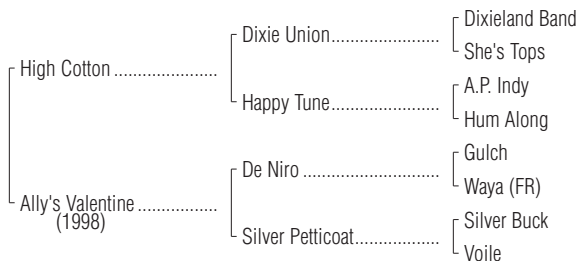 Dixieland Band
Dixie Union
She's Tops
High Cotton
A.P. Indy
Happy Tune
Hum Along
Gulch
De Niro
Waya (FR)
Ally's Valentine
(1998)
Silver Buck
Silver Petticoat
Voile